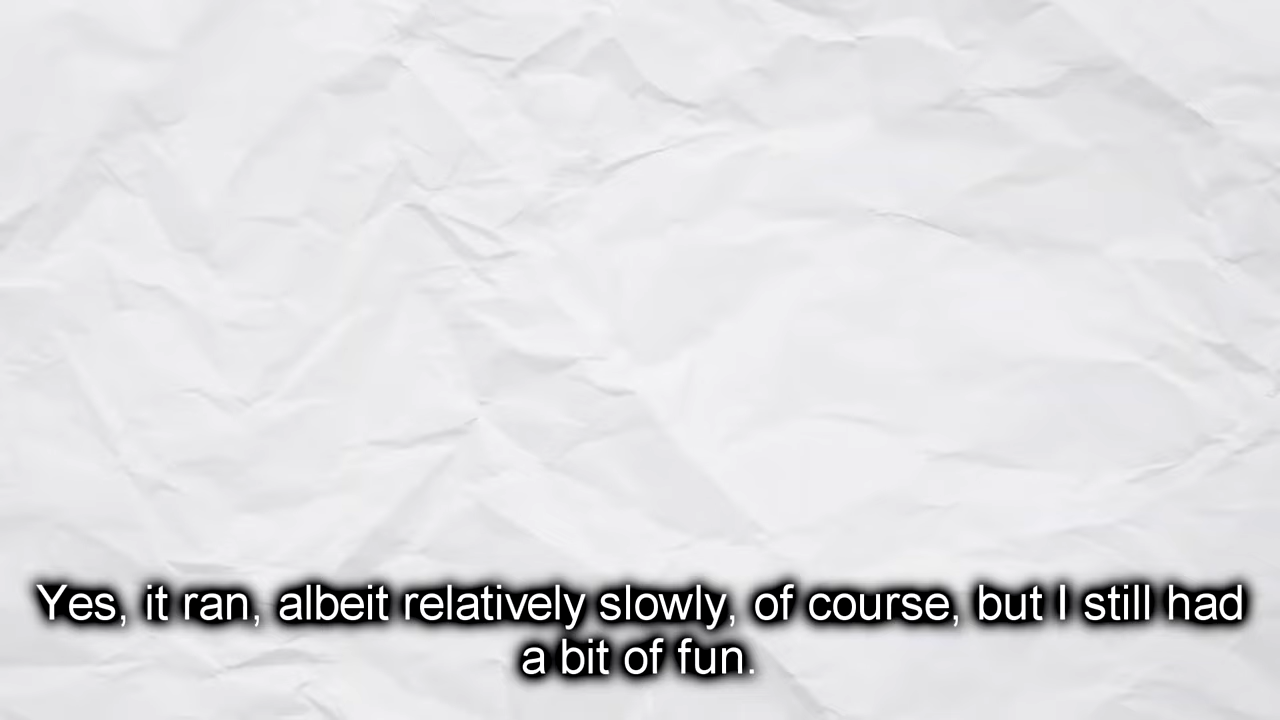 Yes, it ran, albeit relatively slowly, of course, but I still had
a bit of fun.